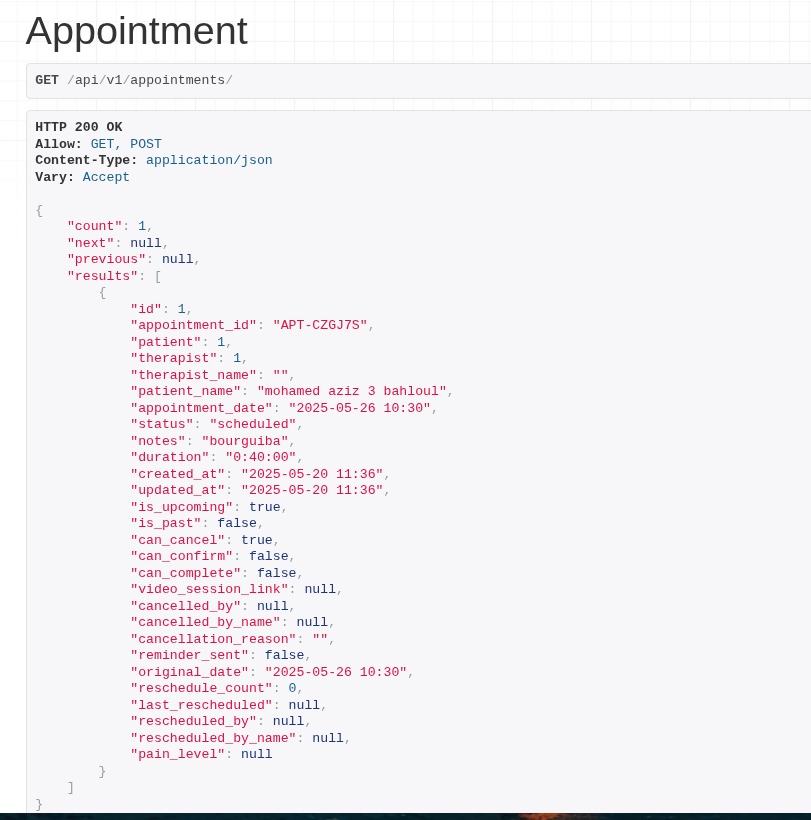 Appointment
GET /api/v1/appointments/
HTTP 200 OK
Allow: GET, POST
Content-Type: application/json
Vary: Accept
{
"count": 1,
"next": null,
"previous": null,
"results": [
{
"id": 1,
"appointment_id": "APT-CZGJ7S",
"patient": 1,
"therapist": 1,
"therapist_name": "",
"patient_name": "mohamed aziz 3 bahloul",
"appointment_date": "2025-05-26 10:30",
"status": "scheduled",
"notes": "bourguiba",
"duration": "0:40:00",
"created_at": "2025-05-20 11:36",
"updated_at": "2025-05-20 11:36",
"is_upcoming": true,
"is_past": false,
"can_cancel": true,
"can_confirm": false,
"can_complete": false,
"video_session_link": null,
"cancelled_by": null,
"cancelled_by_name": null,
"cancellation_reason": "",
"reminder_sent": false,
"original_date": "2025-05-26 10:30",
"reschedule_count": 0,
"last_rescheduled": null,
"rescheduled_by": null,
"rescheduled_by_name": null,
"pain_level": null
}
]
}